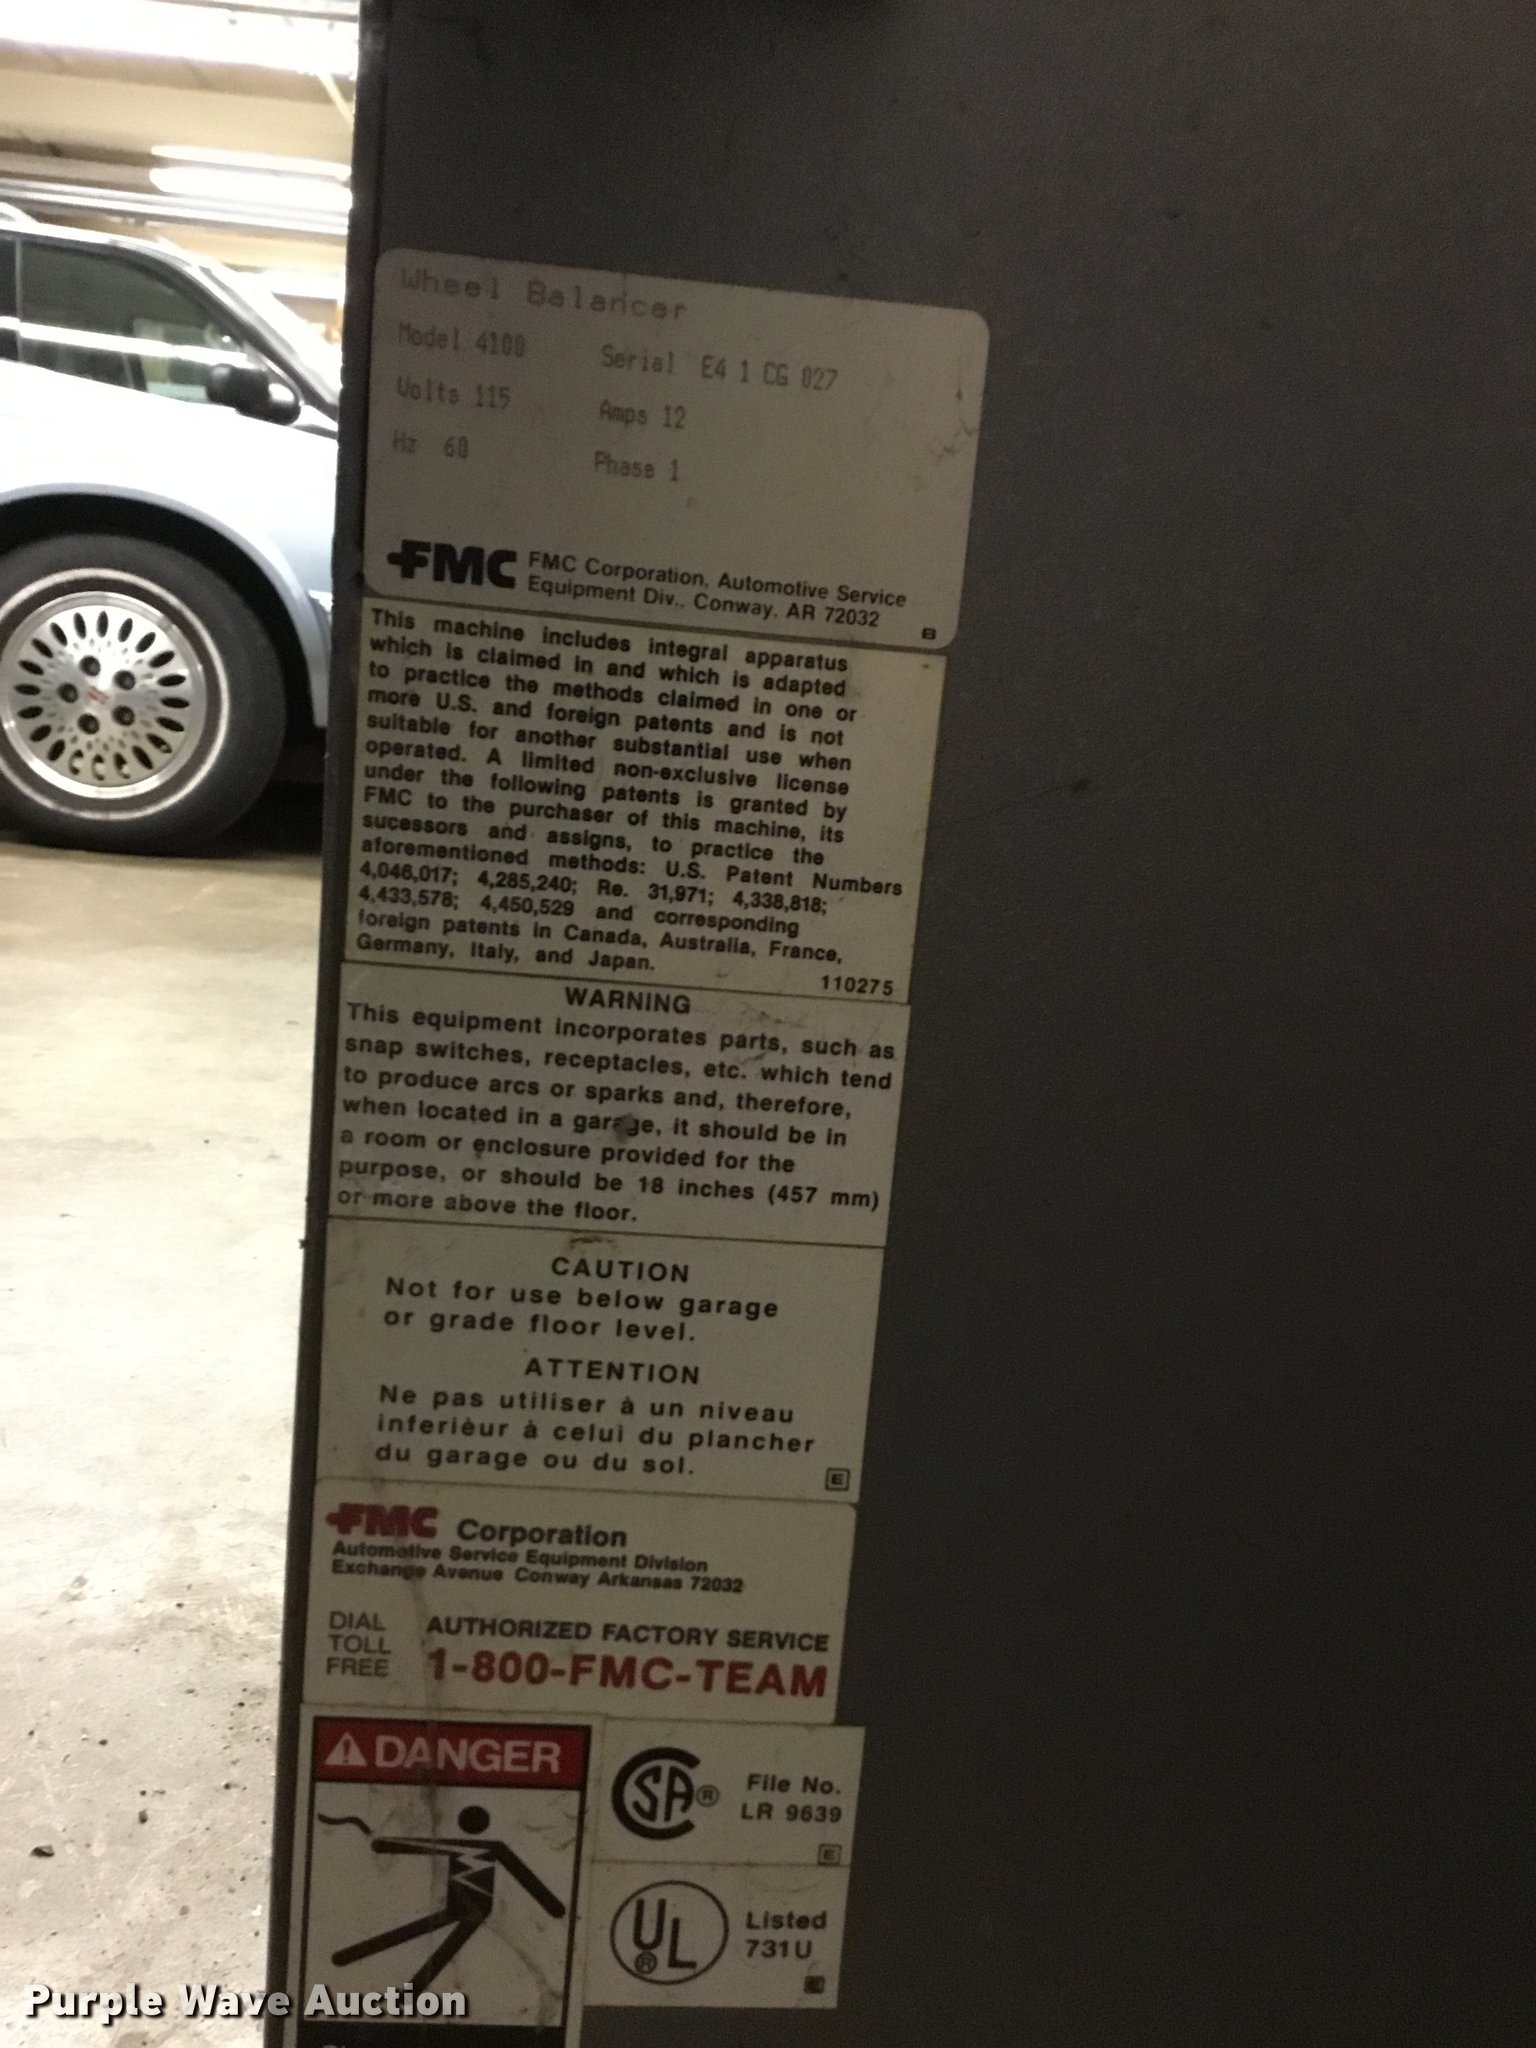 Wheel Balancer
Model 4100 Serial E4 1 CG 027
Volts 115 Amps 12
Hz 60 Phase 1
FMC FMC Corporation, Automotive Service
Equipment Div., Conway, AR 72032
B
This machine includes integral apparatus
which is claimed in and which is adapted
to practice the methods claimed in one or
more U.S. and foreign patents and is not
suitable for another substantial use when
operated. A limited non-exclusive license
under the following patents is granted by
FMC to the purchaser of this machine, its
sucessors and assigns, to practice the
aforementioned methods: U.S. Patent Numbers
4,046,017; 4,285,240; Re. 31,971; 4,338,818;
4,433,578; 4,450,529 and corresponding
foreign patents in Canada, Australia, France,
Germany, Italy, and Japan.
110275
WARNING
This equipment incorporates parts, such as
snap switches, receptacles, etc. which tend
to produce arcs or sparks and, therefore,
when located in a garage, it should be in
a room or enclosure provided for the
purpose, or should be 18 inches (457 mm)
or more above the floor.
CAUTION
Not for use below garage
or grade floor level.
ATTENTION
Ne pas utiliser à un niveau
inferièur à celui du plancher
du garage ou du sol.
E
FMC Corporation
Automotive Service Equipment Division
Exchange Avenue Conway Arkansas 72032
DIAL
TOLL
FREE
AUTHORIZED FACTORY SERVICE
1-800-FMC-TEAM
DANGER
CSA® File No.
LR 9639
E
UL® Listed
731U
Purple Wave Auction